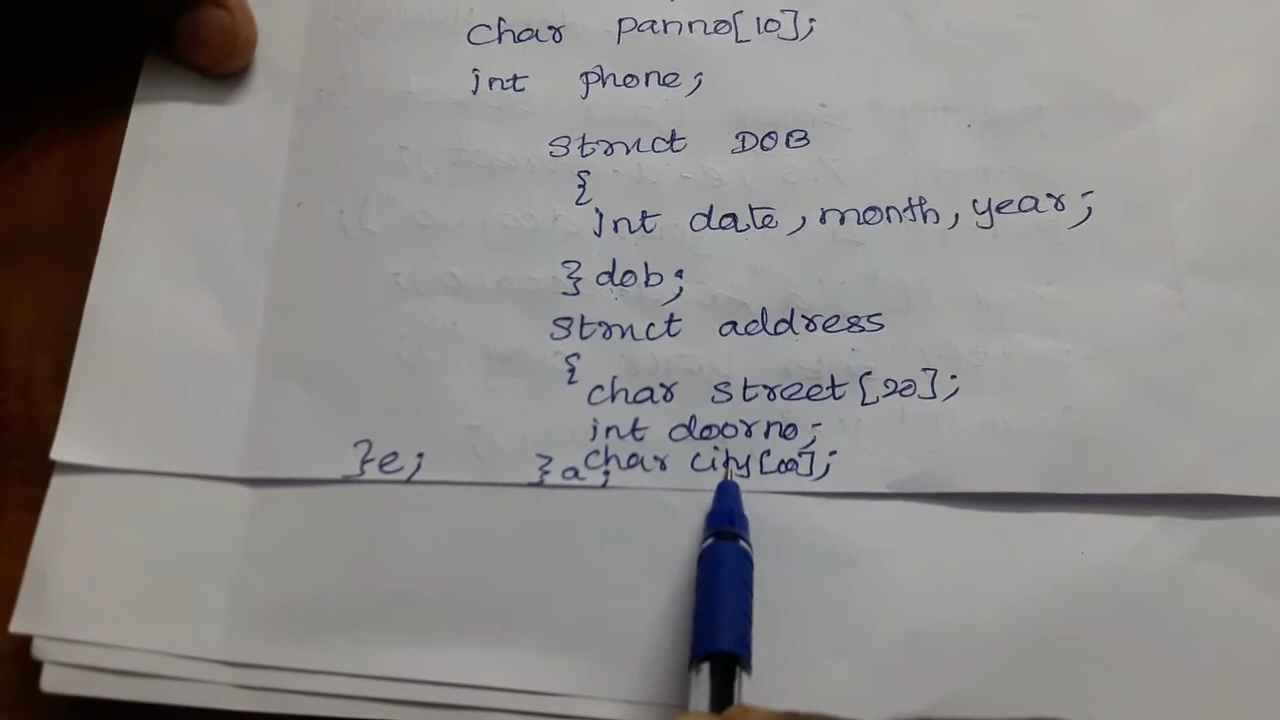 char panno[10];
int phone;
struct DOB
{
int date, month, year;
} dob;
struct address
{
char street[20];
int doorno;
char city[20];
}a;
}e;